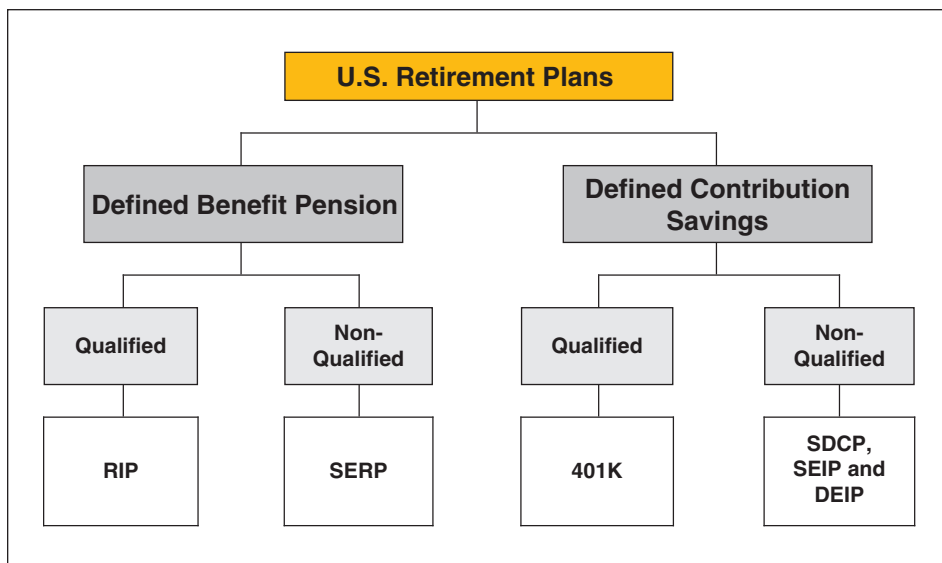 U.S. Retirement Plans
Defined Benefit Pension
Defined Contribution
Savings
Qualified
Non-
Qualified
Qualified
Non-
Qualified
RIP
SERP
401K
SDCP,
SEIP and
DEIP